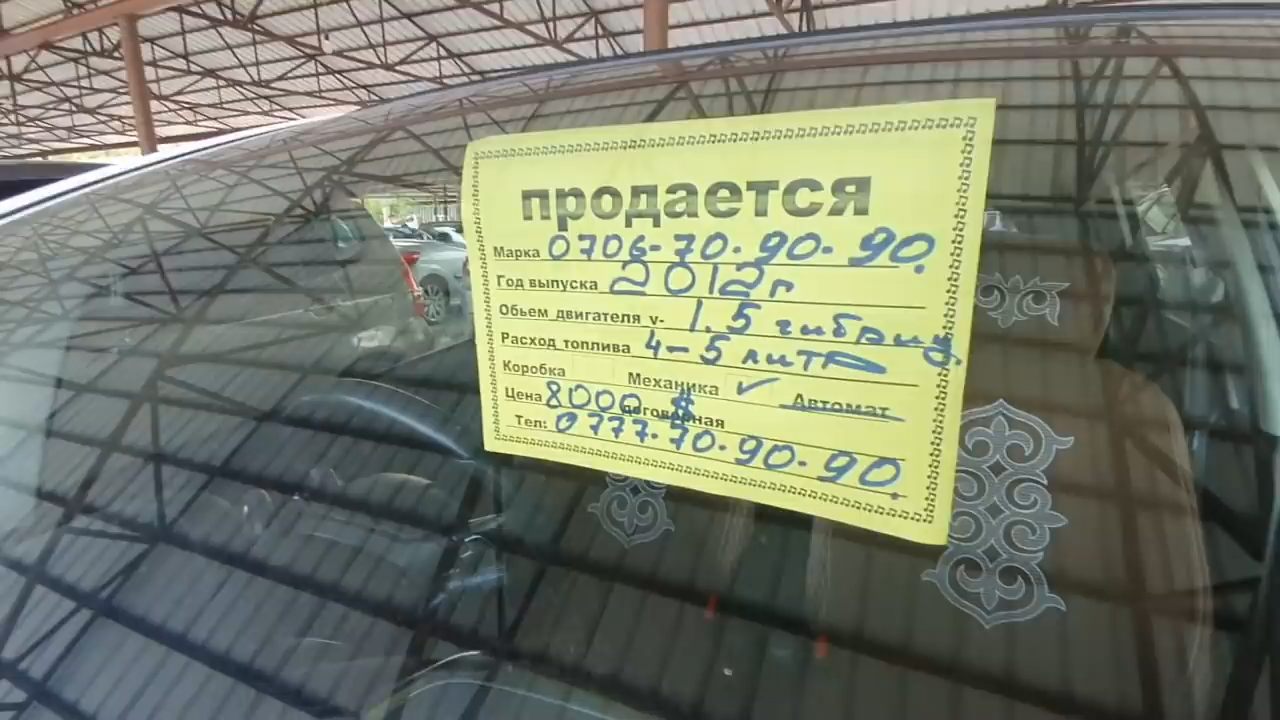 продается
Марка 0706-70-90-90.
Год выпуска 2012г
Обьем двигателя v- 1.5 гибрид
Расход топлива 4-5 литр
Коробка Механика ✓ Автомат
Цена 8000 $ договорная
Тел: 0777-70-90-90.